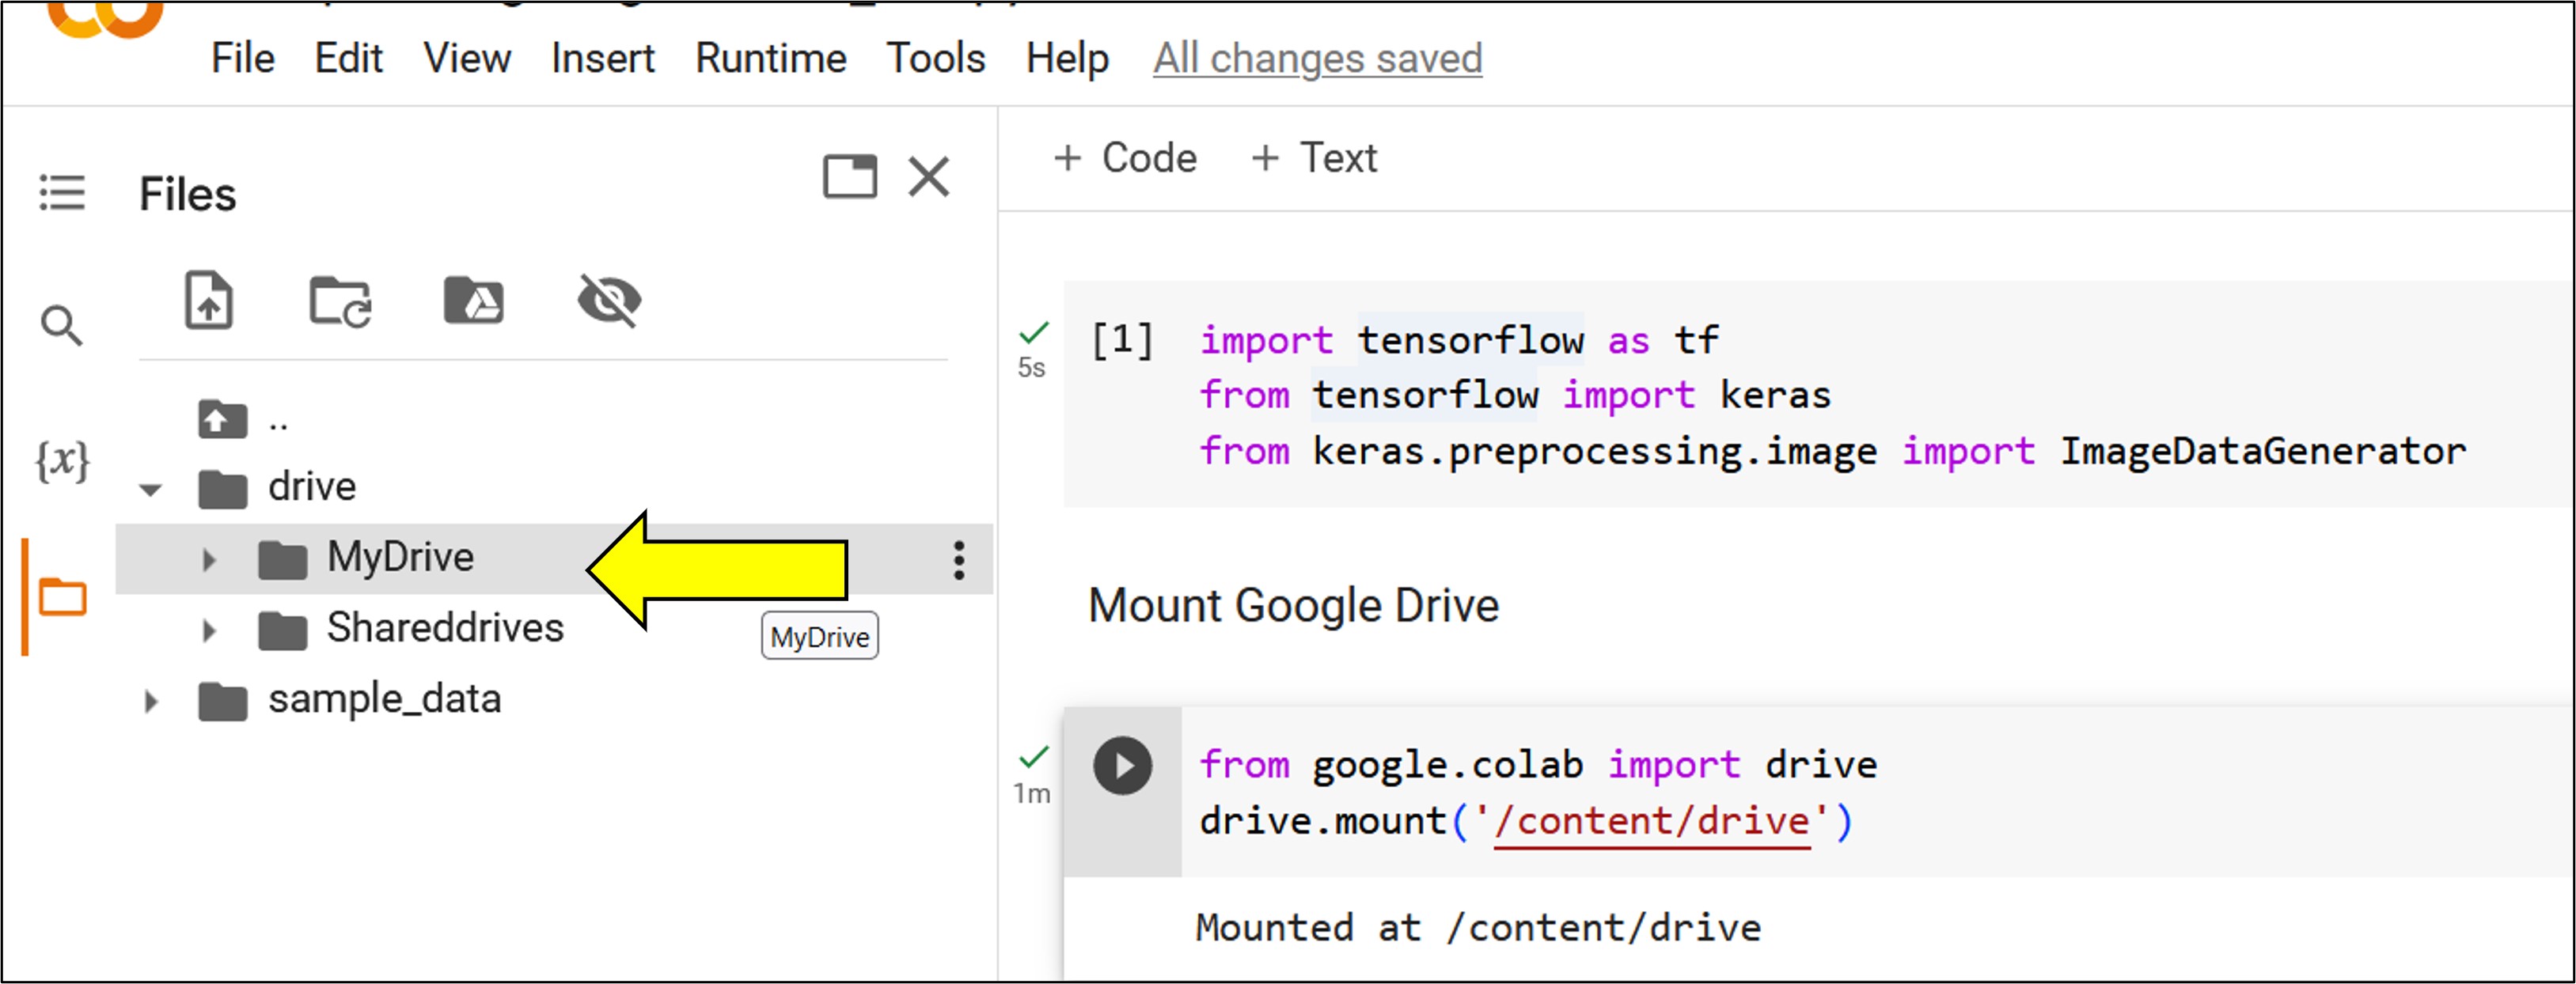 File Edit View Insert Runtime Tools Help All changes saved
Files
..
drive
MyDrive
Shareddrives
MyDrive
sample_data
{x}
+ Code + Text
[1] import tensorflow as tf
from tensorflow import keras
from keras.preprocessing.image import ImageDataGenerator
5s
Mount Google Drive
from google.colab import drive
drive.mount('/content/drive')
1m
Mounted at /content/drive